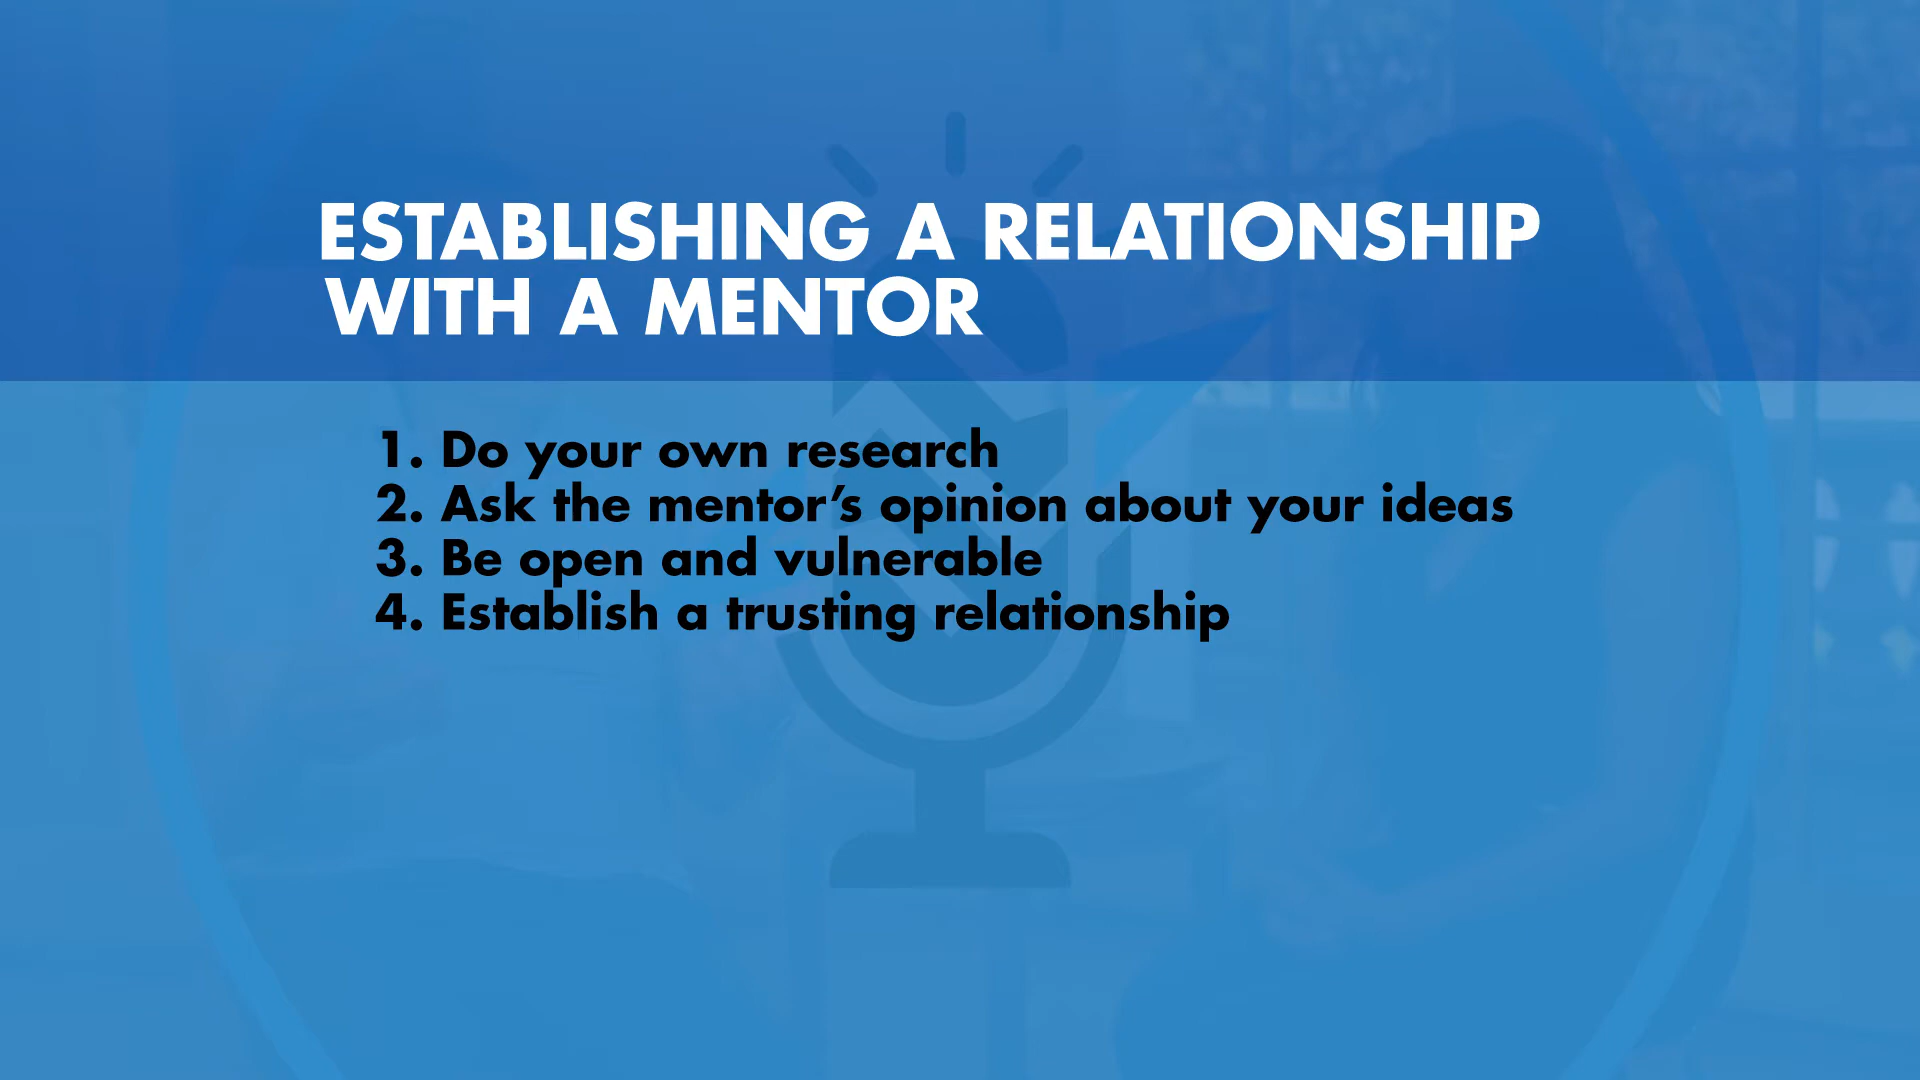 ESTABLISHING A RELATIONSHIP
WITH A MENTOR
1. Do your own research
2. Ask the mentor’s opinion about your ideas
3. Be open and vulnerable
4. Establish a trusting relationship